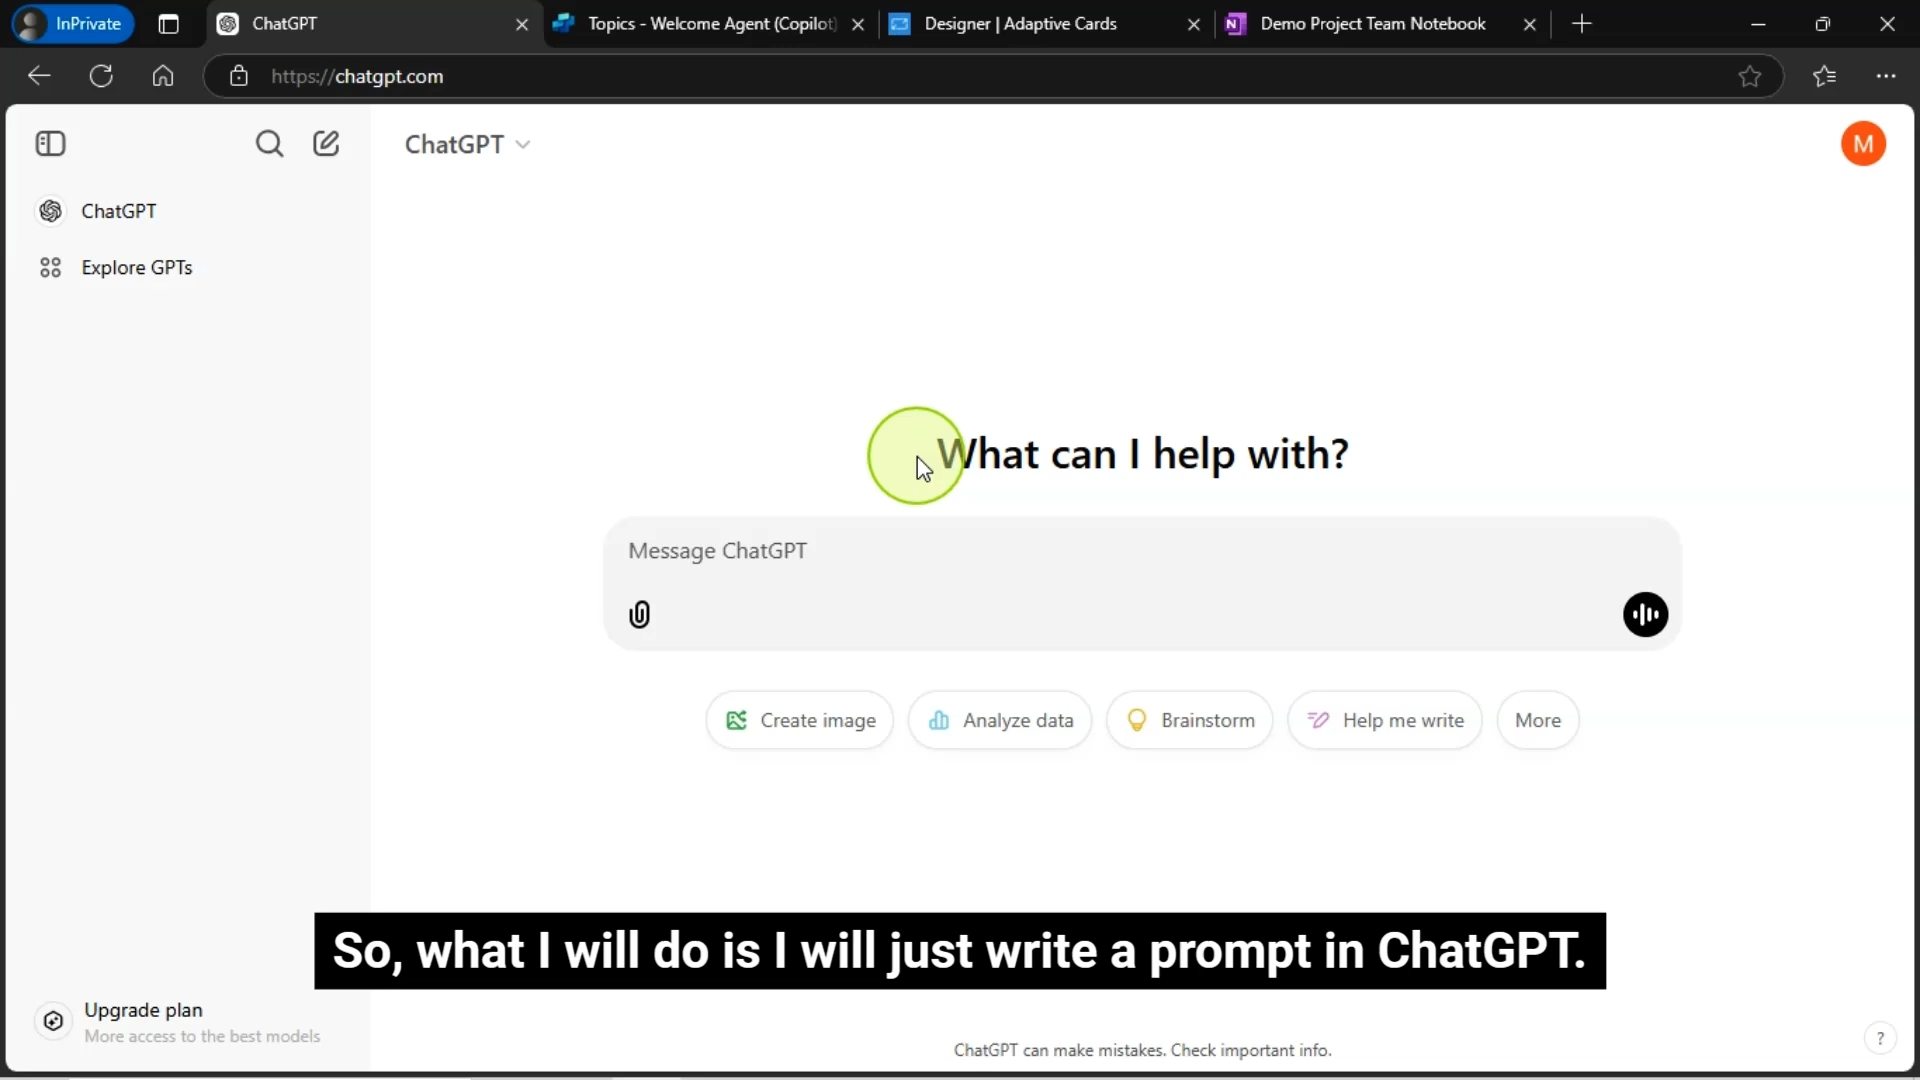 InPrivate
ChatGPT
Topics - Welcome Agent (Copilot)
Designer | Adaptive Cards
N
Demo Project Team Notebook
https://chatgpt.com
ChatGPT
M
ChatGPT
Explore GPTs
What can I help with?
Message ChatGPT
Create image
Analyze data
Brainstorm
Help me write
More
So, what I will do is I will just write a prompt in ChatGPT.
Upgrade plan
More access to the best models
ChatGPT can make mistakes. Check important info.
?